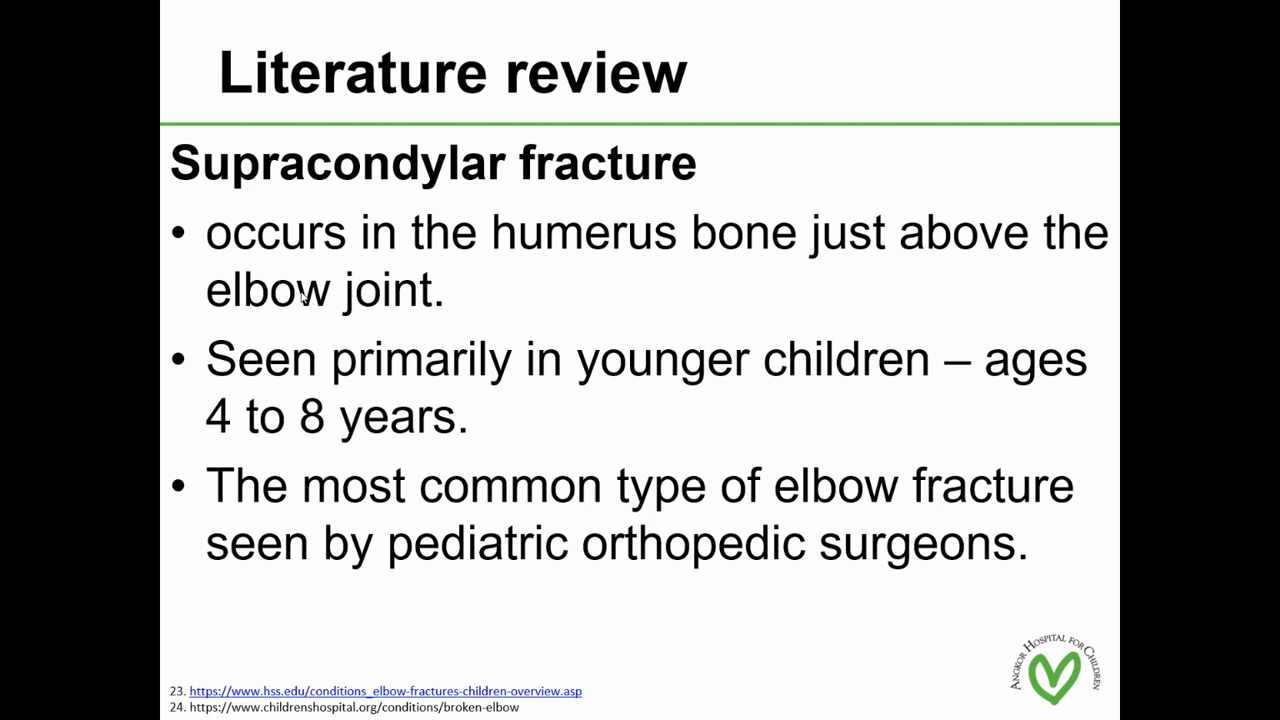 Literature review
Supracondylar fracture
• occurs in the humerus bone just above the
elbow joint.
• Seen primarily in younger children – ages
4 to 8 years.
• The most common type of elbow fracture
seen by pediatric orthopedic surgeons.
ANGKOR HOSPITAL FOR CHILDREN
23. https://www.hss.edu/conditions_elbow-fractures-children-overview.asp
24. https://www.childrenshospital.org/conditions/broken-elbow